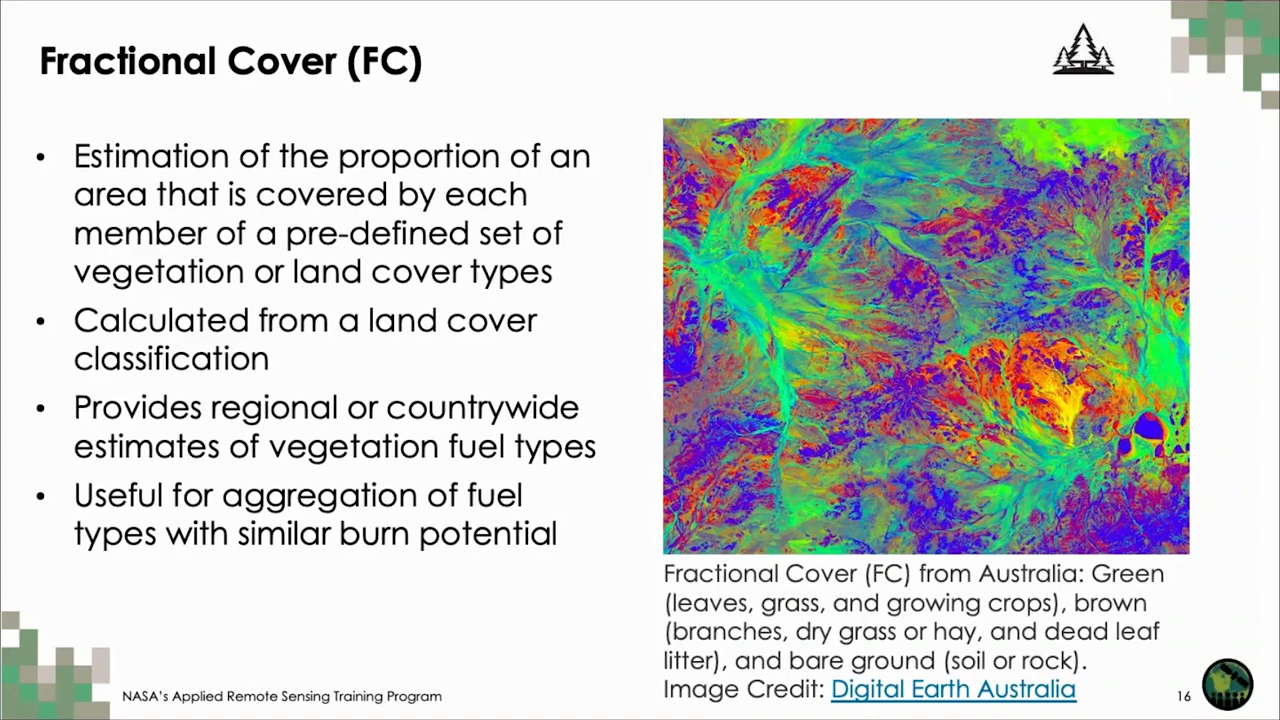 Fractional Cover (FC)
• Estimation of the proportion of an
area that is covered by each
member of a pre-defined set of
vegetation or land cover types
• Calculated from a land cover
classification
• Provides regional or countrywide
estimates of vegetation fuel types
• Useful for aggregation of fuel
types with similar burn potential
Fractional Cover (FC) from Australia: Green
(leaves, grass, and growing crops), brown
(branches, dry grass or hay, and dead leaf
litter), and bare ground (soil or rock).
Image Credit: Digital Earth Australia
NASA's Applied Remote Sensing Training Program
16